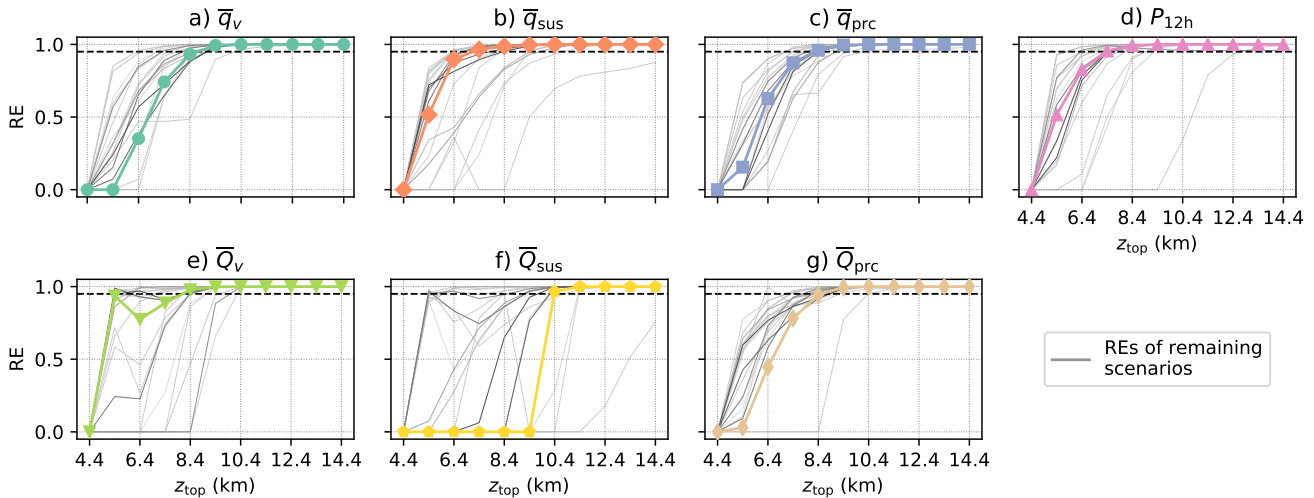 a) q̅ᵥ
b) q̅sus
c) q̅prc
d) P12h
RE
1.0
0.5
0.0
4.4 6.4 8.4 10.4 12.4 14.4
ztop (km)
e) Q̅ᵥ
f) Q̅sus
g) Q̅prc
RE
1.0
0.5
0.0
4.4 6.4 8.4 10.4 12.4 14.4
4.4 6.4 8.4 10.4 12.4 14.4
4.4 6.4 8.4 10.4 12.4 14.4
ztop (km)
ztop (km)
ztop (km)
REs of remaining
scenarios